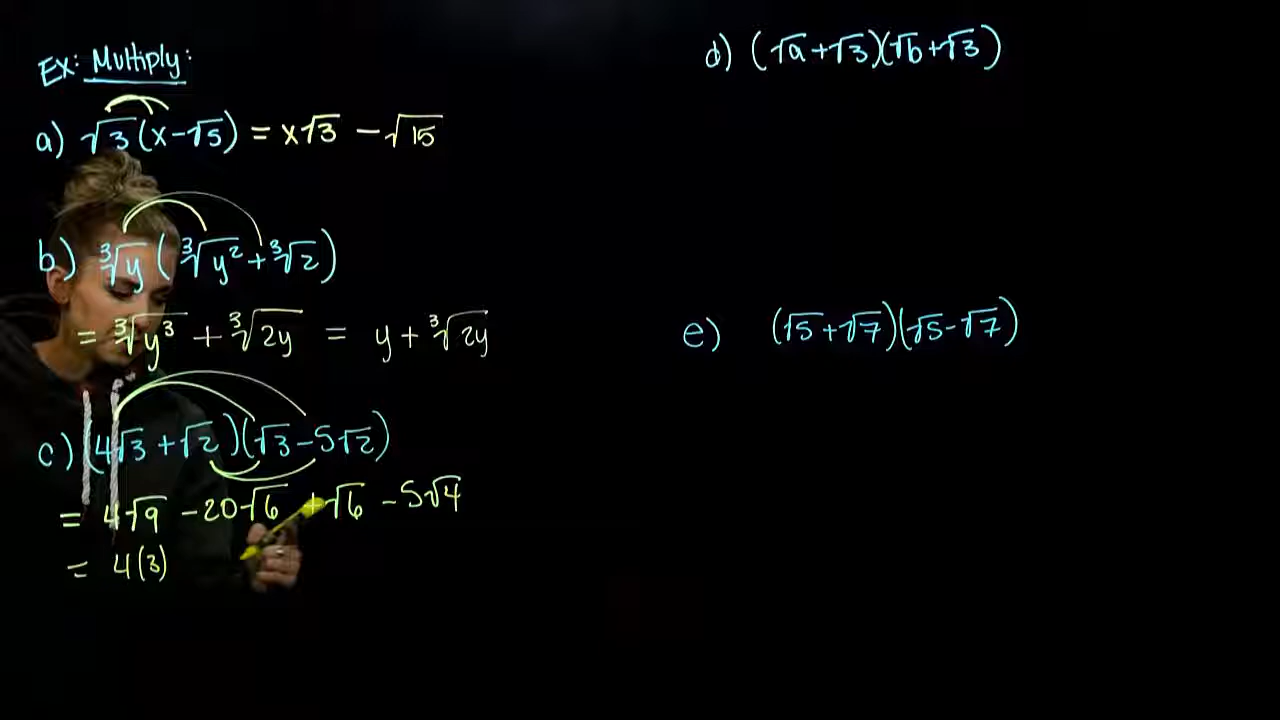 Ex: Multiply:
a) √3(x-√5) = x√3 - √15
b) ∛y(∛y² + ∛2)
= ∛y³ + ∛2y = y + ∛2y
c) (4√3 + √2)(√3 - 5√2)
= 4√9 - 20√6 + √6 - 5√4
= 4(3)
d) (√a + √3)(√b + √3)
e) (√5 + √7)(√5 - √7)